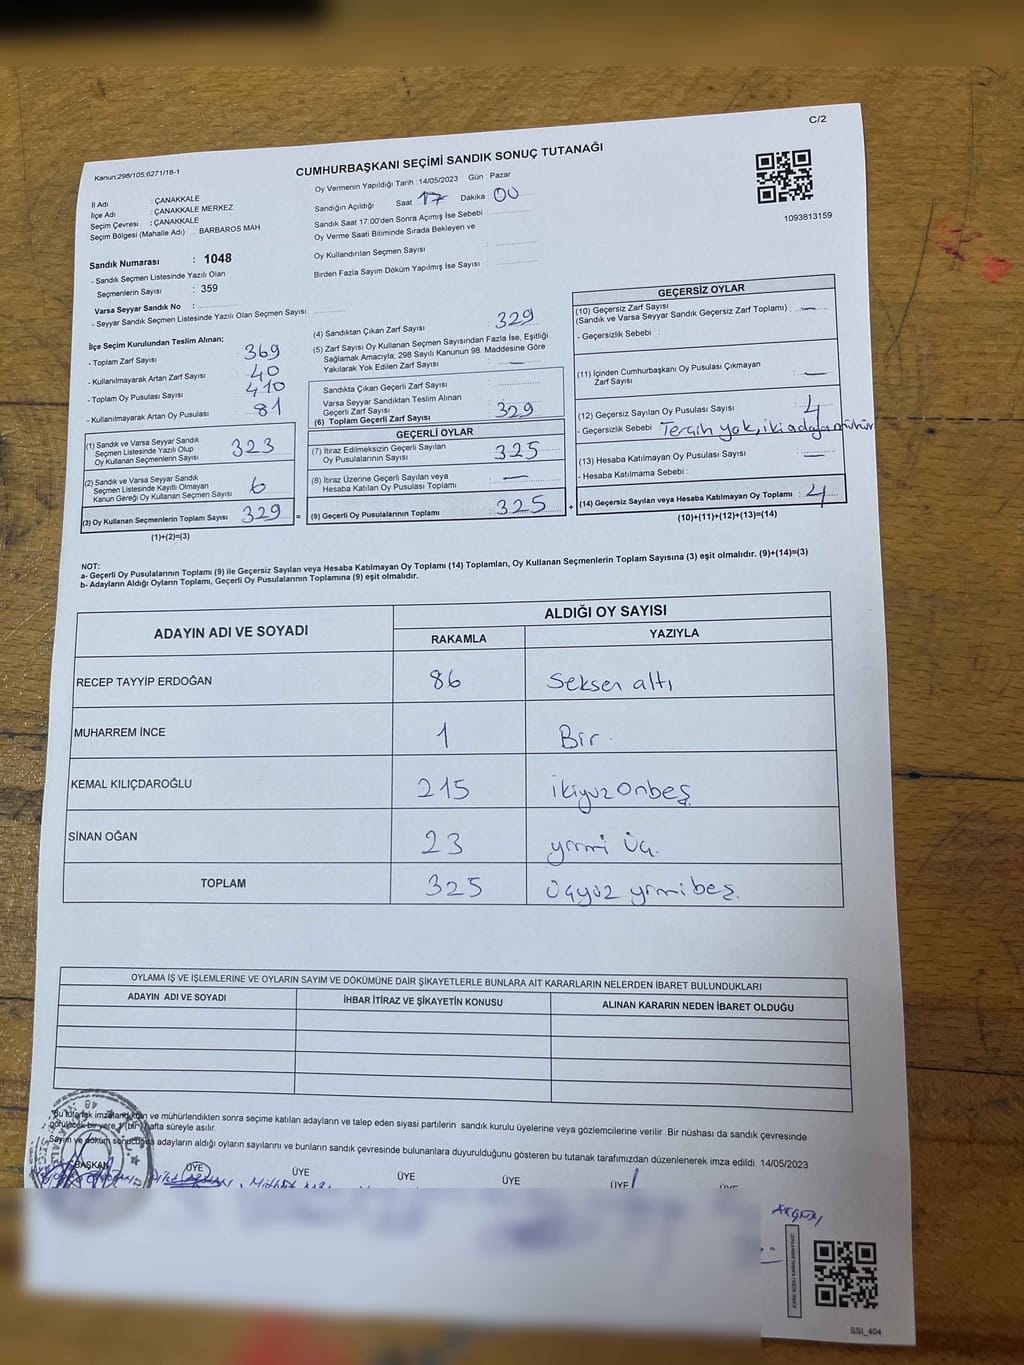 C/2
Kanun:298/105,6271/16-1
CUMHURBAŞKANI SEÇİMİ SANDIK SONUÇ TUTANAĞI
Oy Vermenin Yapıldığı Tarih :14/05/2023 Gün : Pazar
Sandığın Açıldığı Saat 17 Dakika : 00
Sandık Saat 17:00'den Sonra Açımış İse Sebebi :
Oy Verme Saati Bitiminde Sırada Bekleyen ve
Oy Kullandırılan Seçmen Sayısı :
Birden Fazla Sayım Döküm Yapılmış İse Sayısı :
1093813159
İl Adı : ÇANAKKALE
İlçe Adı : ÇANAKKALE MERKEZ
Seçim Çevresi : ÇANAKKALE
Seçim Bölgesi (Mahalle Adı) : BARBAROS MAH
Sandık Numarası : 1048
- Sandık Seçmen Listesinde Yazılı Olan
Seçmenlerin Sayısı : 359
Varsa Seyyar Sandık No :
- Seyyar Sandık Seçmen Listesinde Yazılı Olan Seçmen Sayısı :
İlçe Seçim Kurulundan Teslim Alınan;
- Toplam Zarf Sayısı : 369
- Kullanılmayarak Artan Zarf Sayısı : 40
- Toplam Oy Pusulası Sayısı : 410
- Kullanılmayarak Artan Oy Pusulası : 81
(1) Sandık ve Varsa Seyyar Sandık
Seçmen Listesinde Yazılı Olup
Oy Kullanan Seçmenlerin Sayısı : 323
(2) Sandık ve Varsa Seyyar Sandık
Seçmen Listesinde Kayıtlı Olmayan
Kanun Gereği Oy Kullanan Seçmen Sayısı : 6
(3) Oy Kullanan Seçmenlerin Toplam Sayısı : 329
(1)+(2)=(3)
(4) Sandıktan Çıkan Zarf Sayısı : 329
(5) Zarf Sayısı Oy Kullanan Seçmen Sayısından Fazla İse, Eşitliği
Sağlamak Amacıyla; 298 Sayılı Kanunun 98. Maddesine Göre
Yakılarak Yok Edilen Zarf Sayısı : —
Sandıkta Çıkan Geçerli Zarf Sayısı :
Varsa Seyyar Sandıktan Teslim Alınan
Geçerli Zarf Sayısı :
(6) Toplam Geçerli Zarf Sayısı : 329
GEÇERLİ OYLAR
(7) İtiraz Edilmeksizin Geçerli Sayılan
Oy Pusulalarının Sayısı : 325
(8) İtiraz Üzerine Geçerli Sayılan veya
Hesaba Katılan Oy Pusulası Toplamı : —
= (9) Geçerli Oy Pusulalarının Toplamı : 325 +
GEÇERSİZ OYLAR
(10) Geçersiz Zarf Sayısı
(Sandık ve Varsa Seyyar Sandık Geçersiz Zarf Toplamı) : —
- Geçersizlik Sebebi :
(11) İçinden Cumhurbaşkanı Oy Pusulası Çıkmayan
Zarf Sayısı : —
(12) Geçersiz Sayılan Oy Pusulası Sayısı : 4
- Geçersizlik Sebebi : Tercih yok, iki adaya mühür
(13) Hesaba Katılmayan Oy Pusulası Sayısı : —
- Hesaba Katılmama Sebebi :
(14) Geçersiz Sayılan veya Hesaba Katılmayan Oy Toplamı : 4
(10)+(11)+(12)+(13)=(14)
NOT:
a- Geçerli Oy Pusulalarının Toplamı (9) ile Geçersiz Sayılan veya Hesaba Katılmayan Oy Toplamı (14) Toplamları, Oy Kullanan Seçmenlerin Toplam Sayısına (3) eşit olmalıdır. (9)+(14)=(3)
b- Adayların Aldığı Oyların Toplamı, Geçerli Oy Pusulalarının Toplamına (9) eşit olmalıdır.
ADAYIN ADI VE SOYADI
ALDIĞI OY SAYISI
RAKAMLA YAZIYLA
RECEP TAYYİP ERDOĞAN 86 Seksen altı
MUHARREM İNCE 1 Bir.
KEMAL KILIÇDAROĞLU 215 ikiyüz onbeş
SİNAN OĞAN 23 yirmi üç.
TOPLAM 325 Üçyüz yirmibeş.
OYLAMA İŞ VE İŞLEMLERİNE VE OYLARIN SAYIM VE DÖKÜMÜNE DAİR ŞİKAYETLERLE BUNLARA AİT KARARLARIN NELERDEN İBARET BULUNDUKLARI
ADAYIN ADI VE SOYADI İHBAR İTİRAZ VE ŞİKAYETİN KONUSU ALINAN KARARIN NEDEN İBARET OLDUĞU
Bu tutanak imzalandıktan ve mühürlendikten sonra seçime katılan adayların ve talep eden siyasi partilerin sandık kurulu üyelerine veya gözlemcilerine verilir .Bir nüshası da sandık çevresinde
görülecek bir yere 1 (bir) hafta süreyle asılır.
Sayım ve döküm sonucunda adayların aldığı oyların sayılarını ve bunların sandık çevresinde bulunanlara duyurulduğunu gösteren bu tutanak tarafımızdan düzenlenerek imza edildi. 14/05/2023
BAŞKAN ÜYE ÜYE ÜYE ÜYE ÜYE ÜYE
KARE KODU KARALAMAYINIZ!
SSI_404